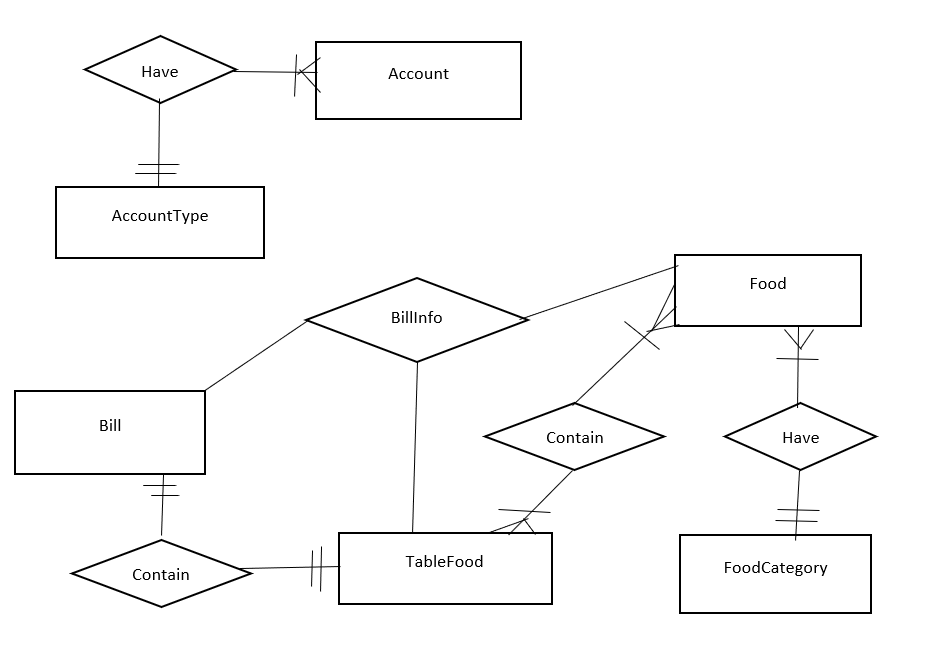 Have
Account
AccountType
Food
BillInfo
Bill
Contain
Have
TableFood
FoodCategory
Contain